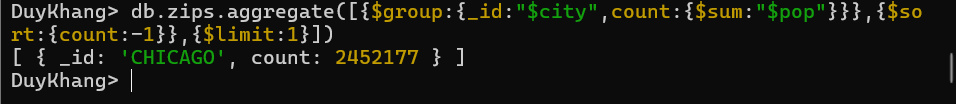 DuyKhang> db.zips.aggregate([{$group:{_id:"$city",count:{$sum:"$pop"}}},{$so
rt:{count:-1}},{$limit:1}])
[ { _id: 'CHICAGO', count: 2452177 } ]
DuyKhang>